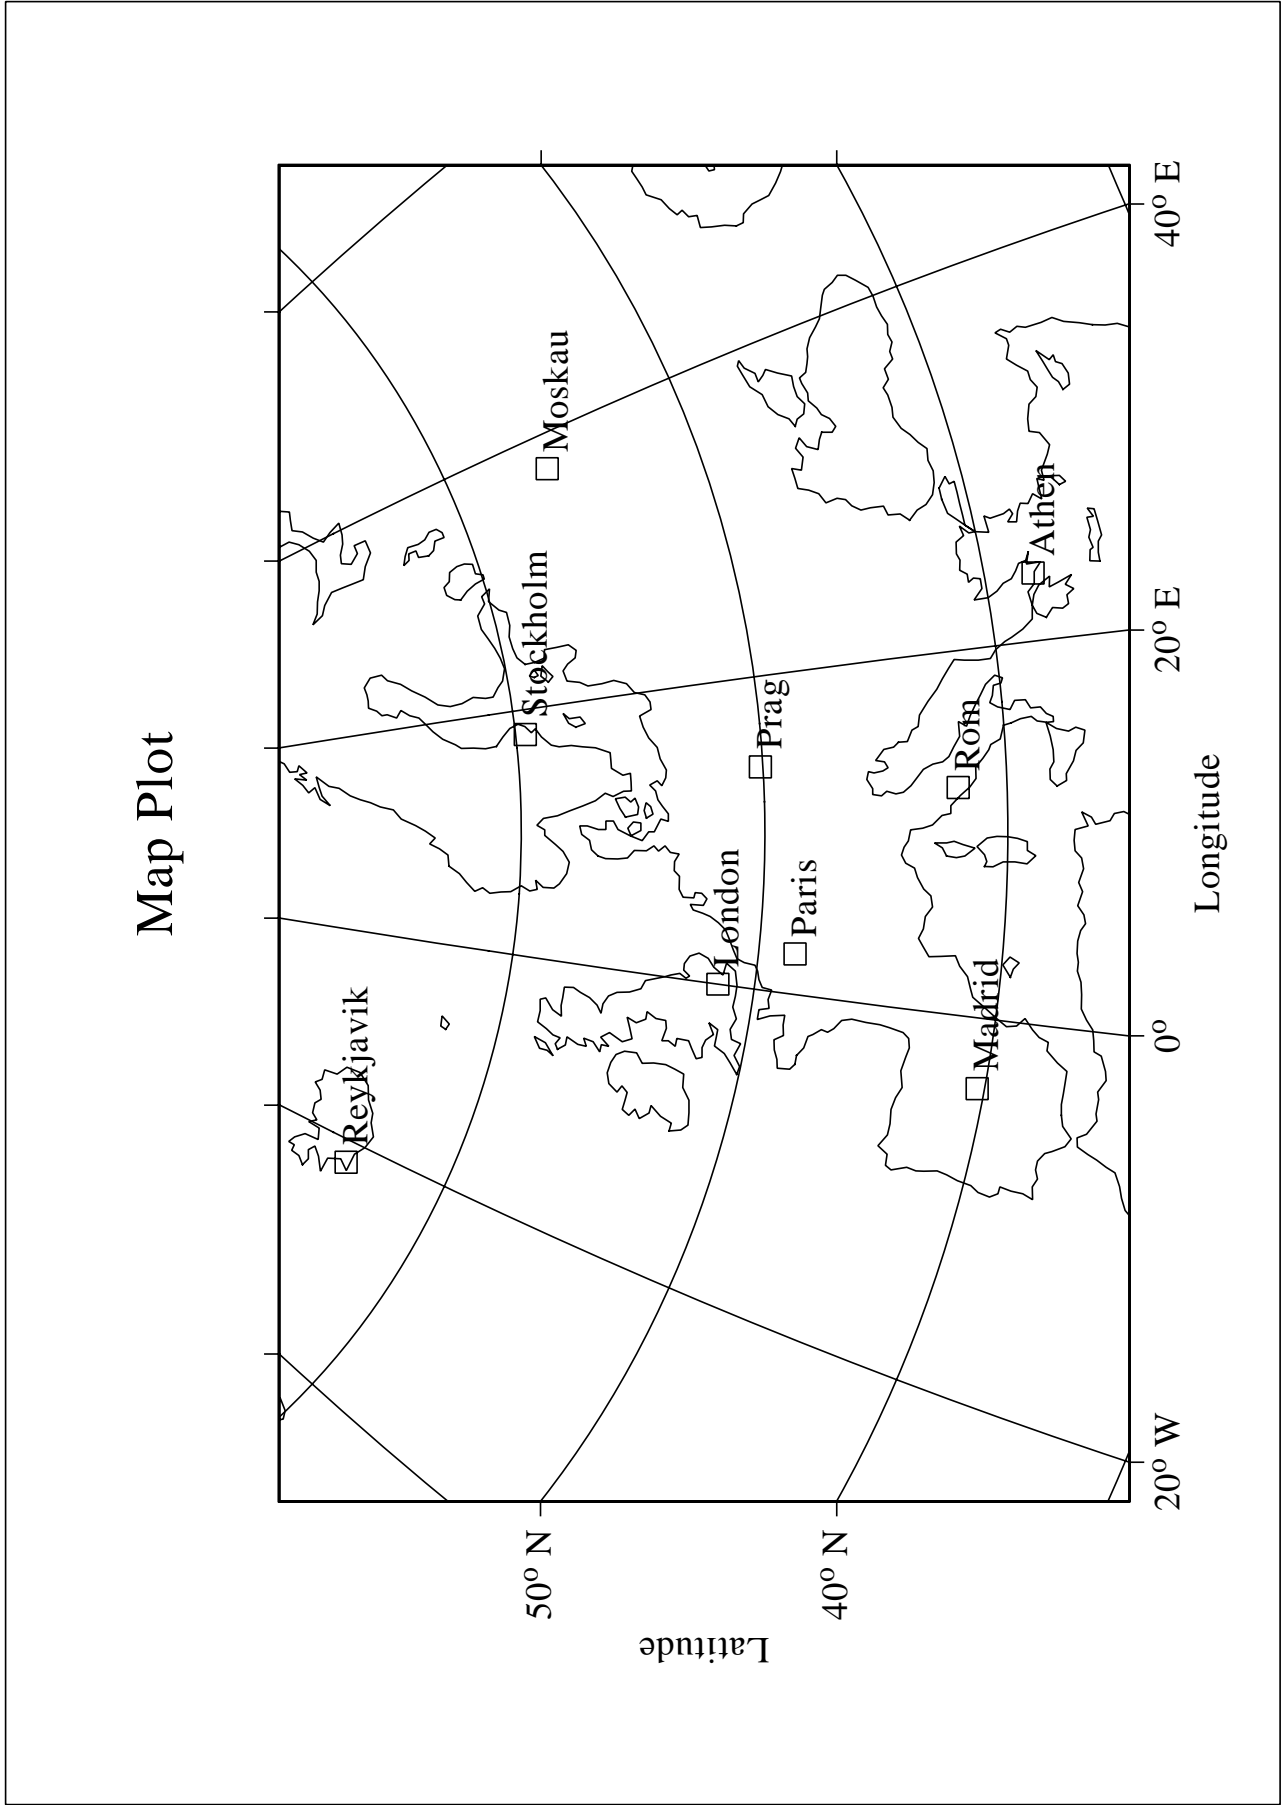 Map Plot
Reykjavik
Moskau
Stockholm
London
Prag
Paris
Rom
Madrid
Athen
50° N
40° N
Latitude
20° W
0°
20° E
40° E
Longitude